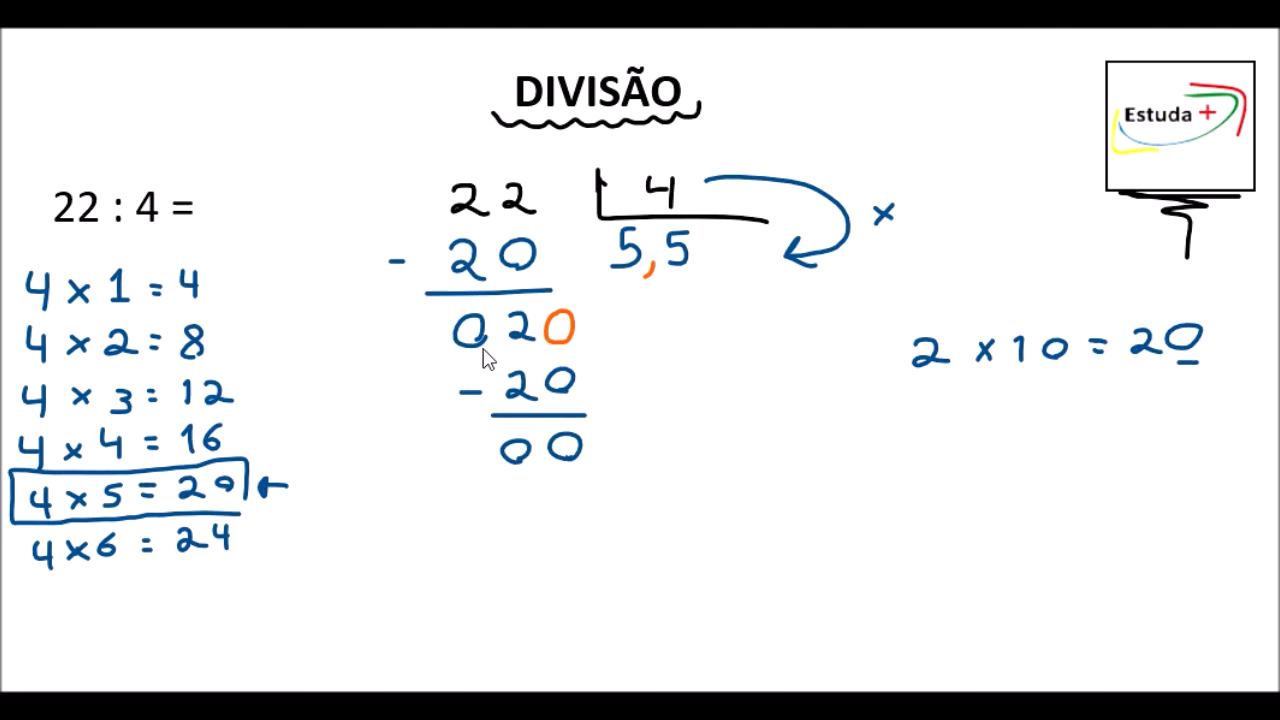 DIVISÃO
Estuda +
22 : 4 =
4 x 1 = 4
4 x 2 = 8
4 x 3 = 12
4 x 4 = 16
4 x 5 = 20
4 x 6 = 24
22 4
- 20 5,5
020
- 20
00
x
2 x 10 = 20